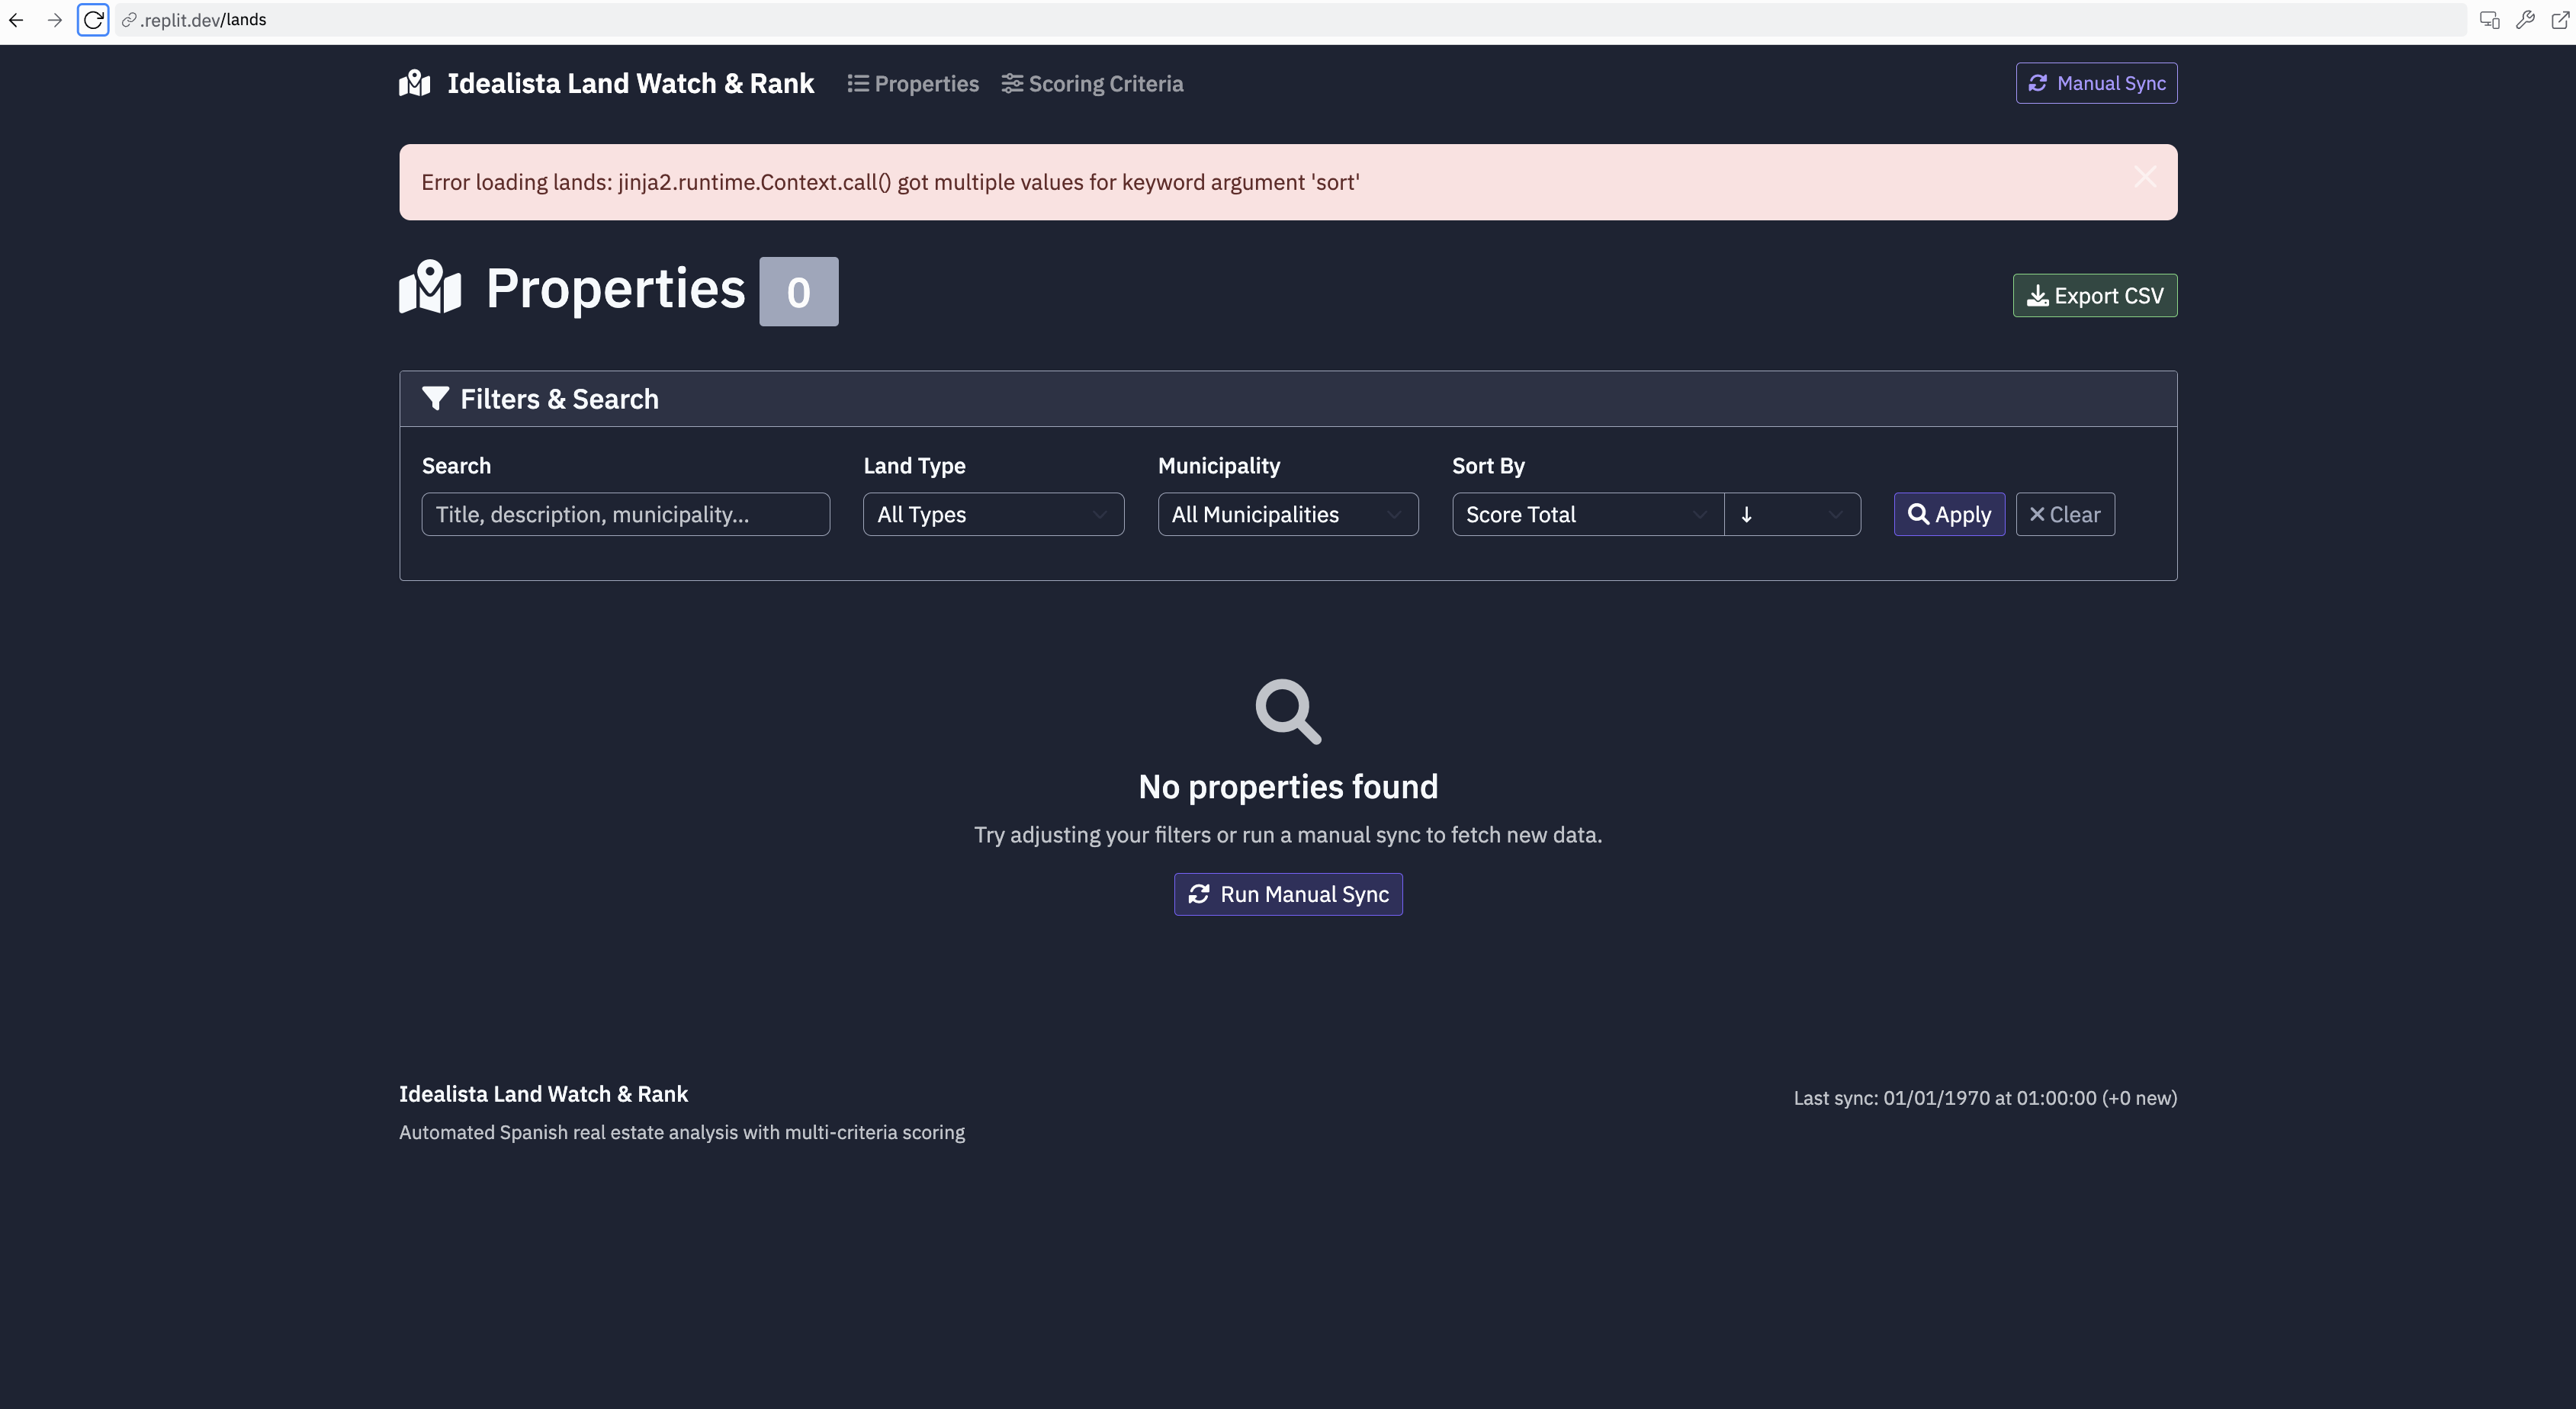 .replit.dev/lands
Idealista Land Watch & Rank Properties Scoring Criteria Manual Sync
Error loading lands: jinja2.runtime.Context.call() got multiple values for keyword argument 'sort'
Properties 0 Export CSV
Filters & Search
Search Land Type Municipality Sort By
Title, description, municipality... All Types All Municipalities Score Total ↓ Apply Clear
No properties found
Try adjusting your filters or run a manual sync to fetch new data.
Run Manual Sync
Idealista Land Watch & Rank
Last sync: 01/01/1970 at 01:00:00 (+0 new)
Automated Spanish real estate analysis with multi-criteria scoring